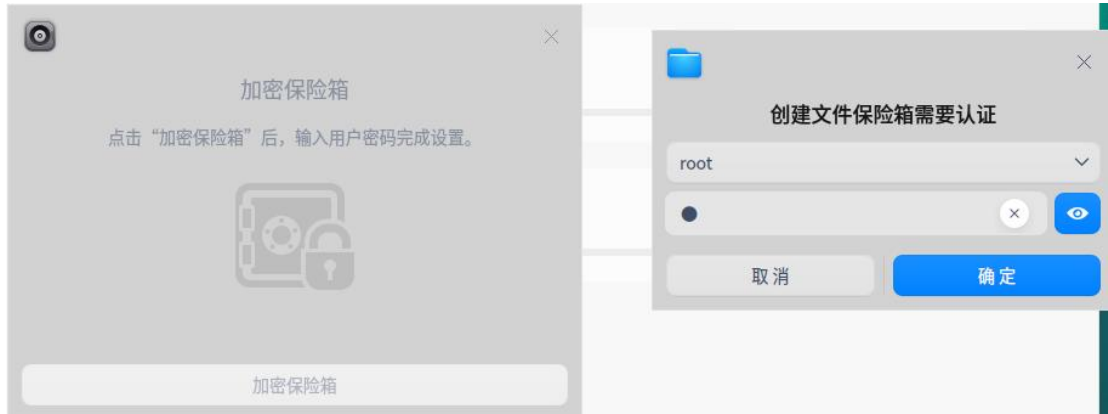 加密保险箱
点击“加密保险箱”后，输入用户密码完成设置。
加密保险箱
创建文件保险箱需要认证
root
取消
确定